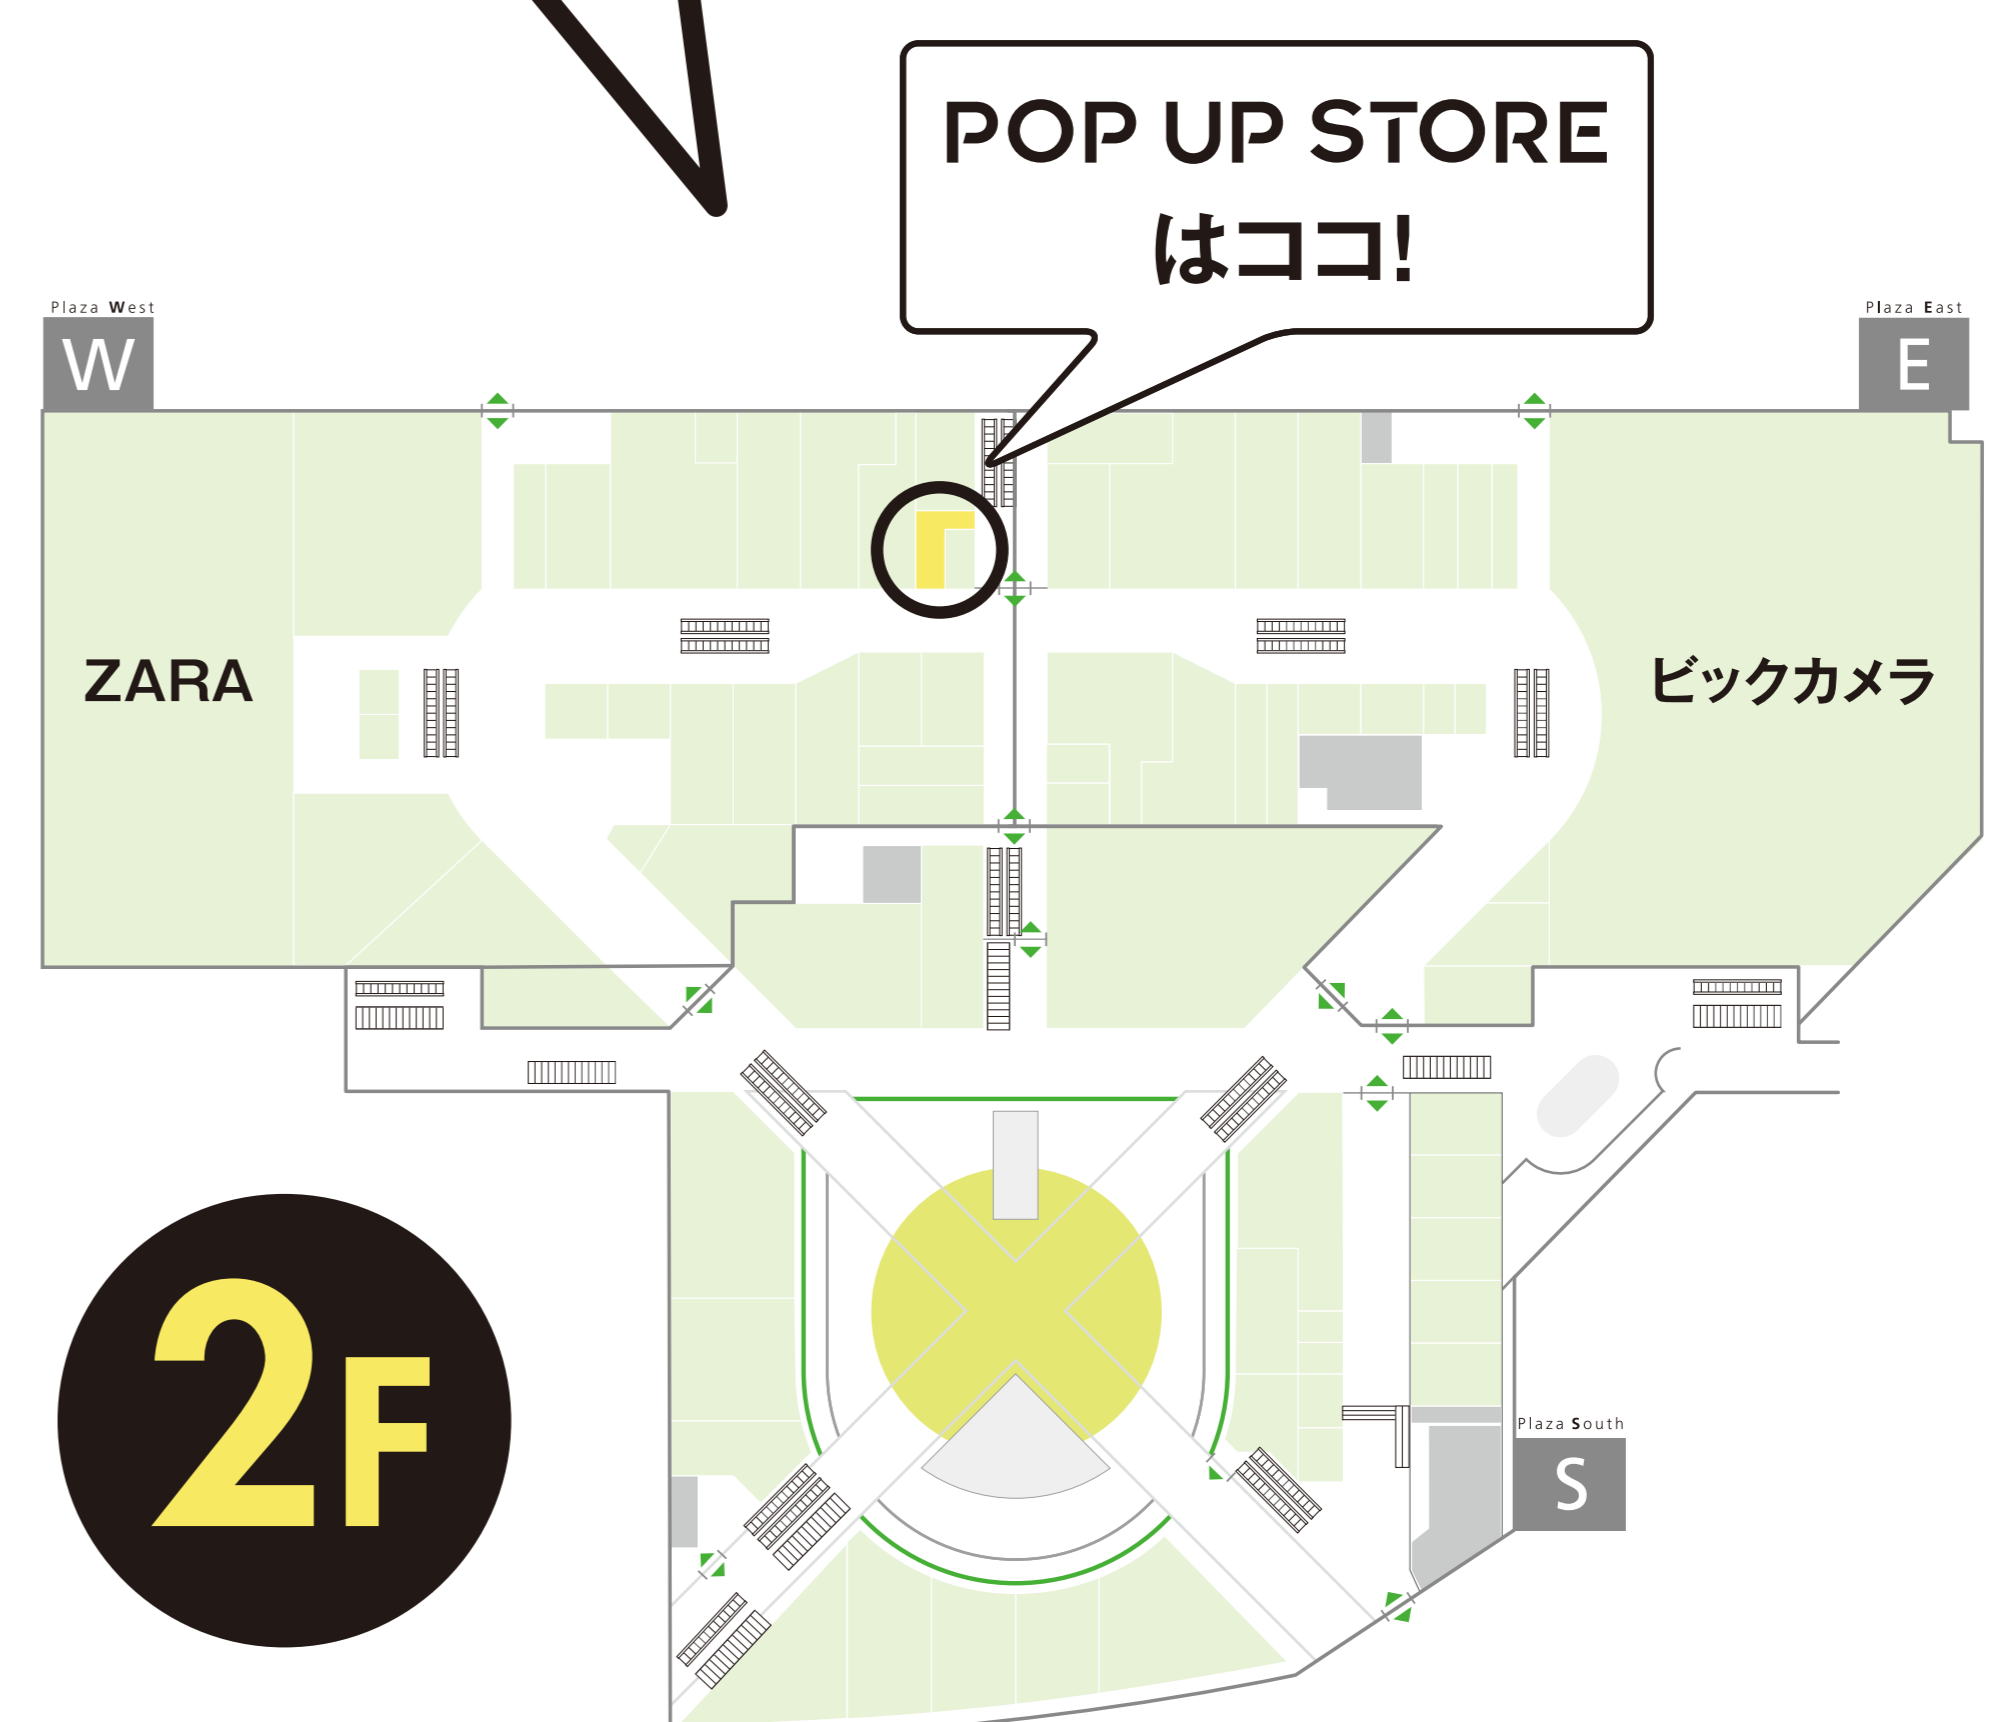 POP UP STORE
はココ!
Plaza West
W
Plaza East
E
ZARA
ビックカメラ
2F
Plaza South
S